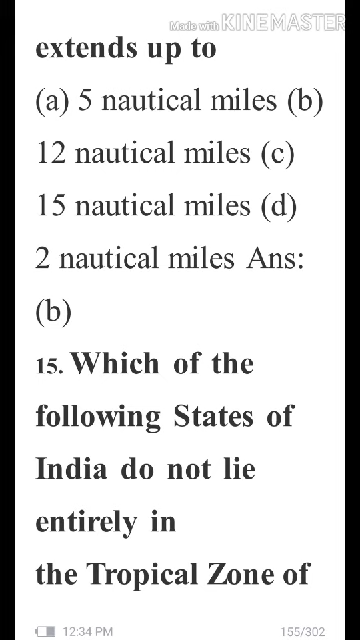 Made with KINEMASTER
extends up to
(a) 5 nautical miles (b)
12 nautical miles (c)
15 nautical miles (d)
2 nautical miles Ans:
(b)
15. Which of the
following States of
India do not lie
entirely in
the Tropical Zone of
12:34 PM 155/302